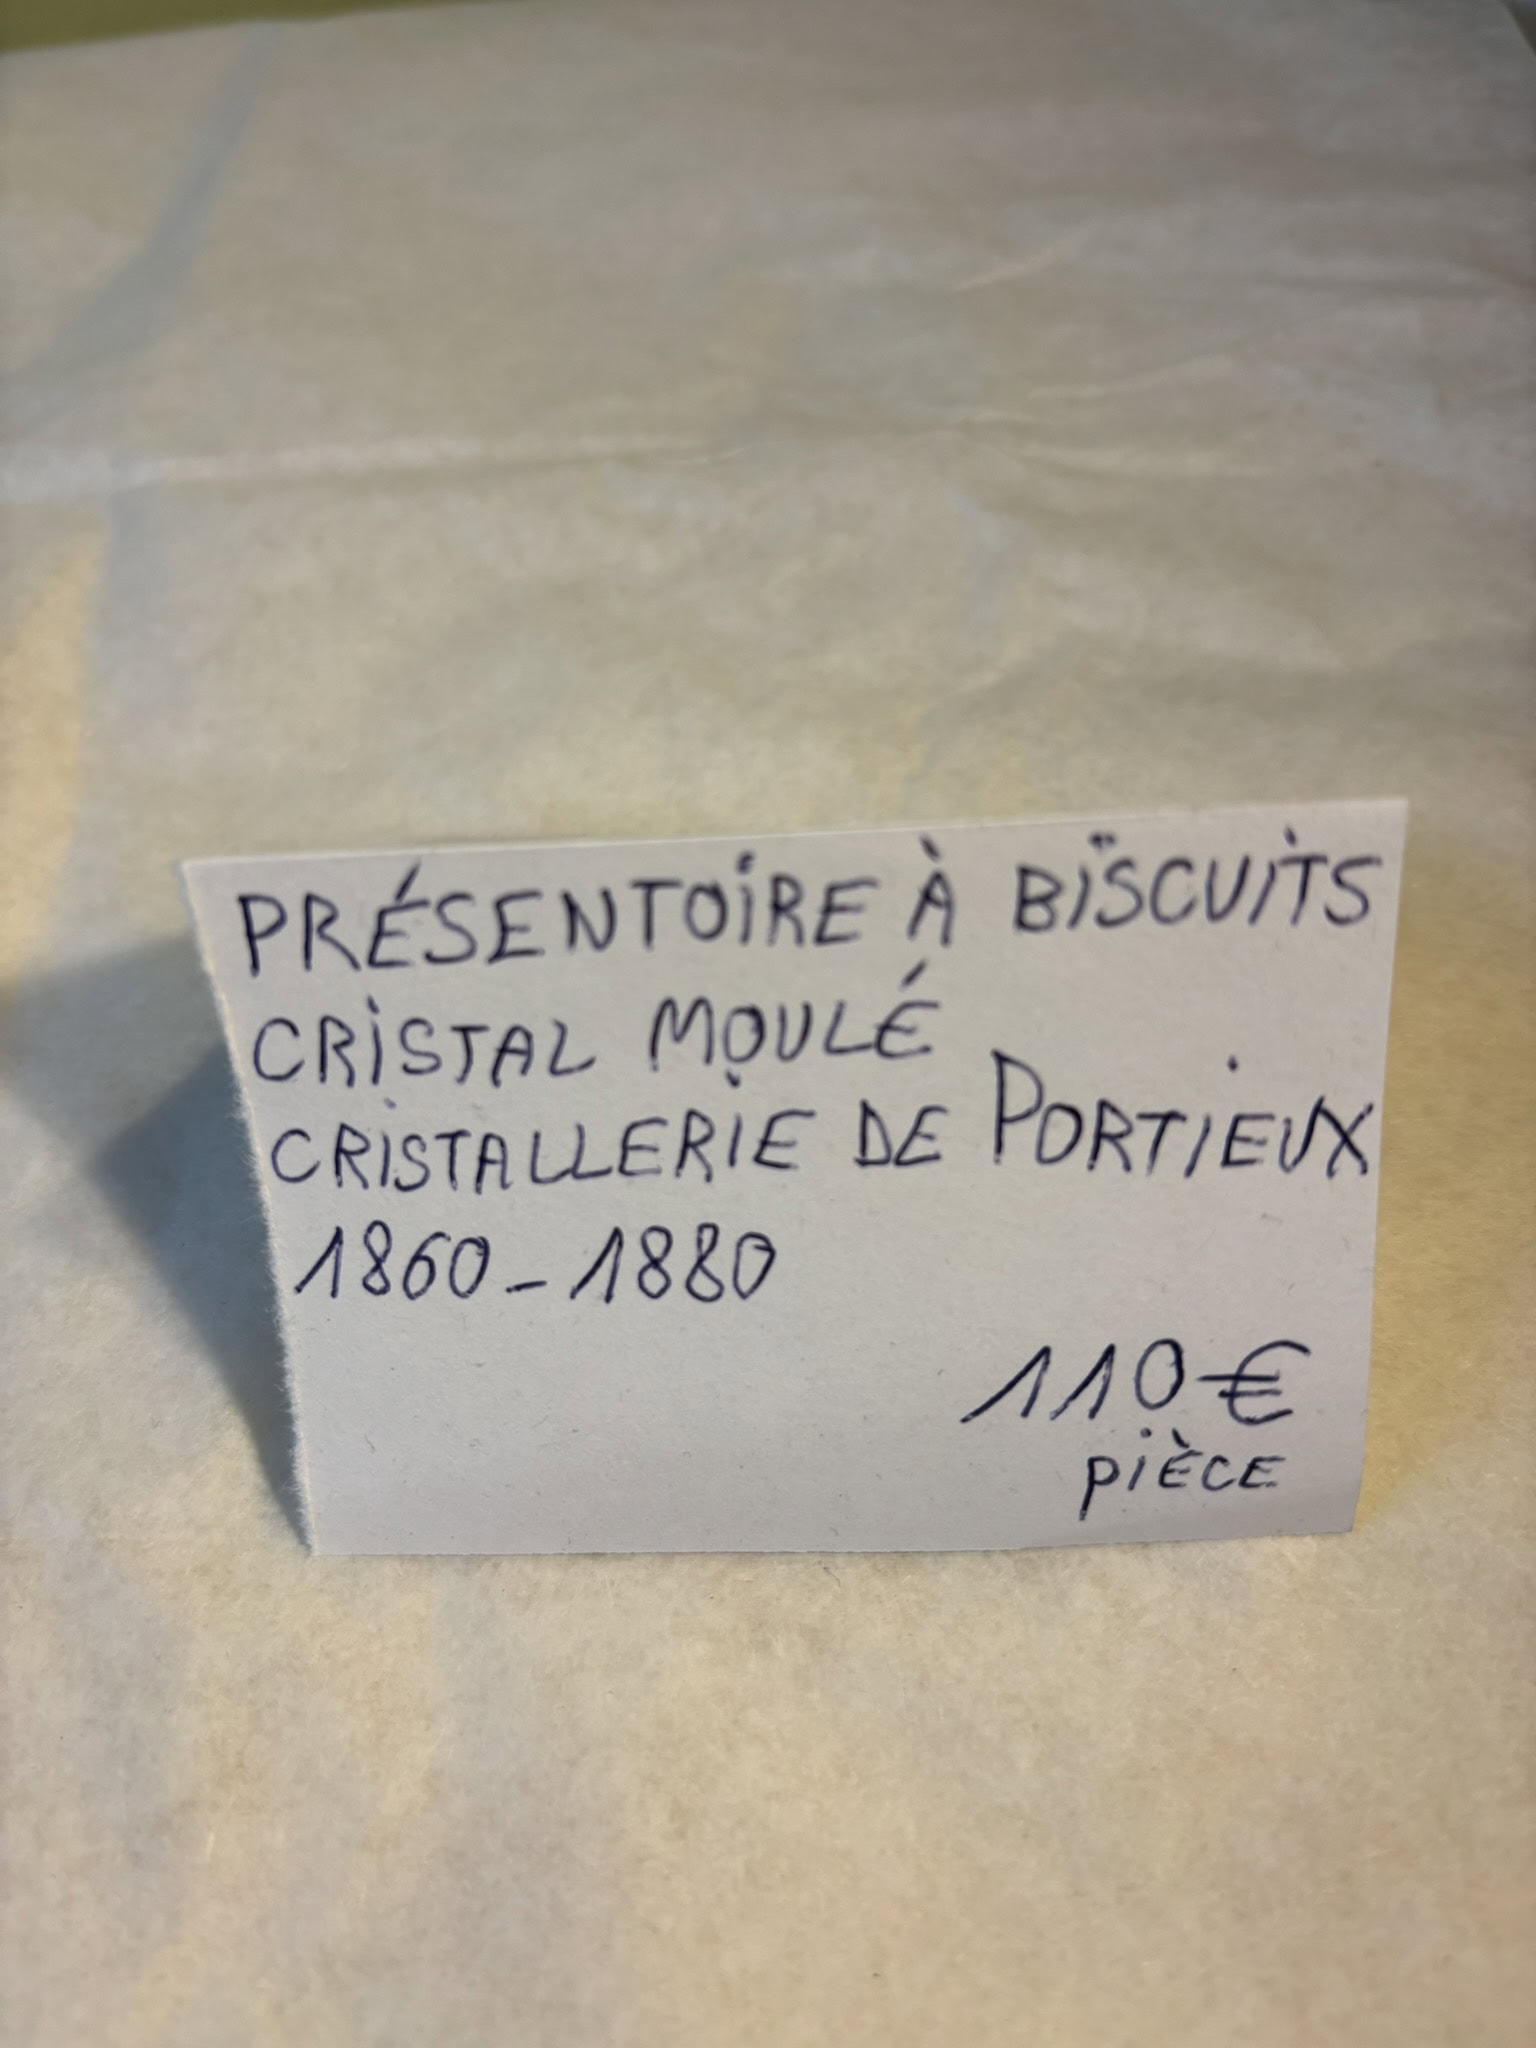 PRÉSENTOIRE À BISCUITS
CRISTAL MOULÉ
CRISTALLERIE DE PORTIEUX
1860-1880
110€
pièce